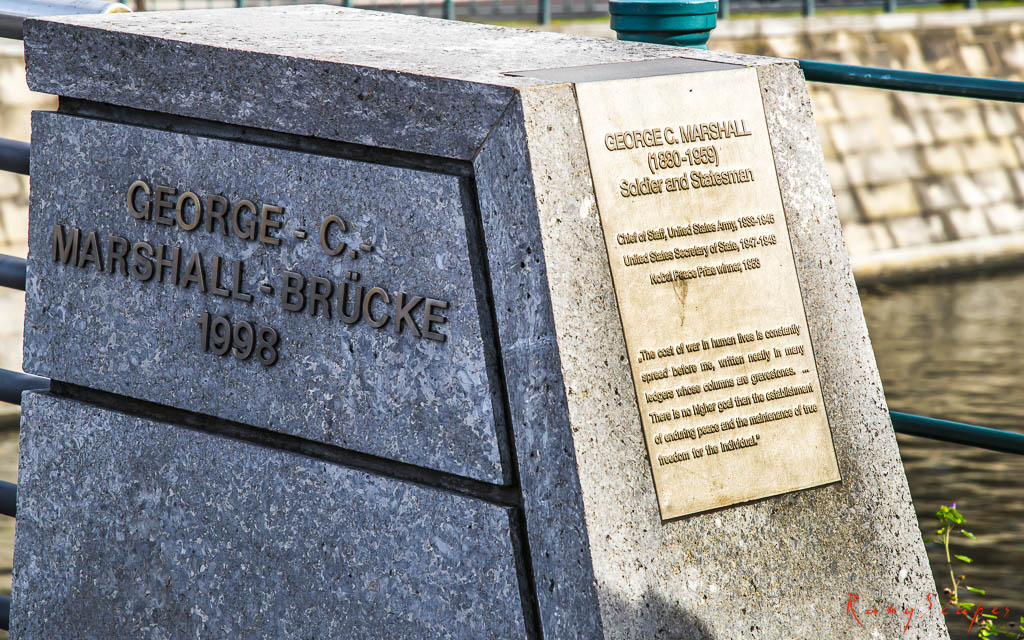 GEORGE - C. -
MARSHALL - BRÜCKE
1998
GEORGE C. MARSHALL
(1880-1959)
Soldier and Statesman
Chief of Staff, United States Army, 1939-1945
United States Secretary of State, 1947-1949
Nobel Peace Prize winner, 1953
„The cost of war in human lives is constantly
spread before me, written neatly in many
ledgers whose columns are gravestones. ...
There is no higher goal than the establishment
of enduring peace and the maintenance of true
freedom for the individual.“
RamyScapes